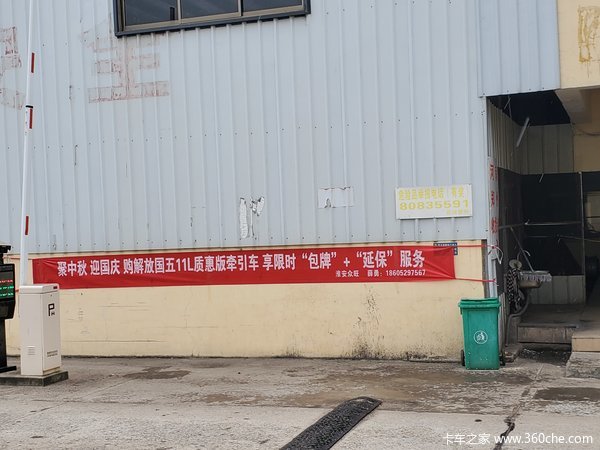 80835591
聚中秋 迎国庆 购解放国五11L质惠版牵引车 享限时“包牌”+“延保”服务
淮安众旺 薛勇：18605297567
P
卡车之家 www.360che.com